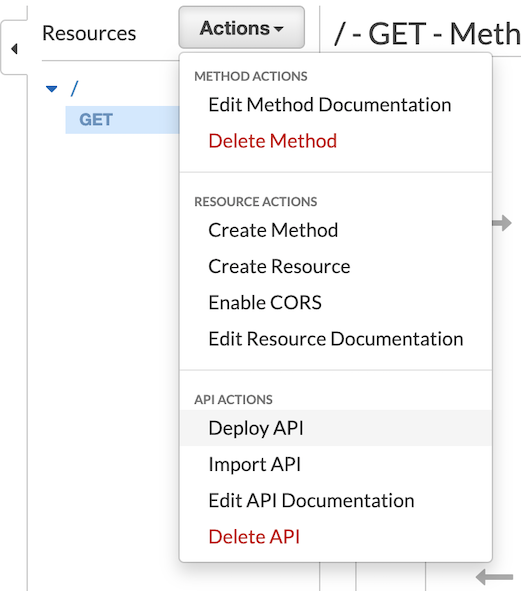 Resources
Actions
/ - GET - Meth
/
GET
METHOD ACTIONS
Edit Method Documentation
Delete Method
RESOURCE ACTIONS
Create Method
Create Resource
Enable CORS
Edit Resource Documentation
API ACTIONS
Deploy API
Import API
Edit API Documentation
Delete API